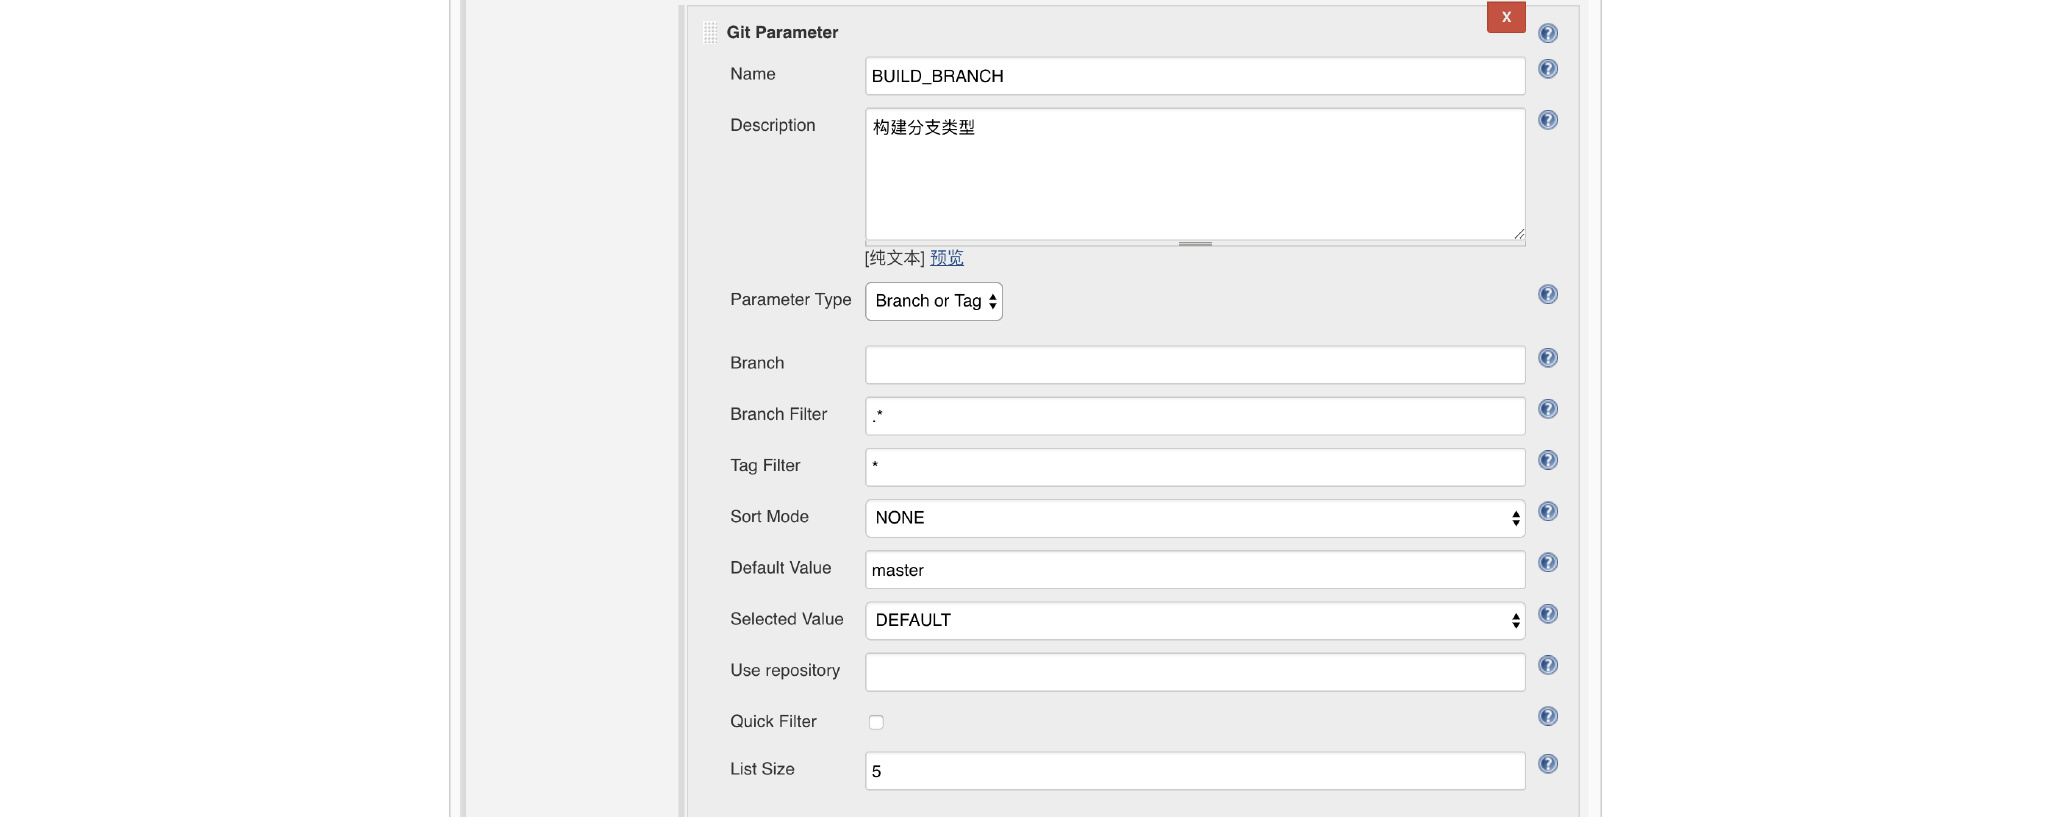 X
Git Parameter
Name BUILD_BRANCH
Description 构建分支类型
[纯文本] 预览
Parameter Type Branch or Tag
Branch
Branch Filter .*
Tag Filter *
Sort Mode NONE
Default Value master
Selected Value DEFAULT
Use repository
Quick Filter
List Size 5